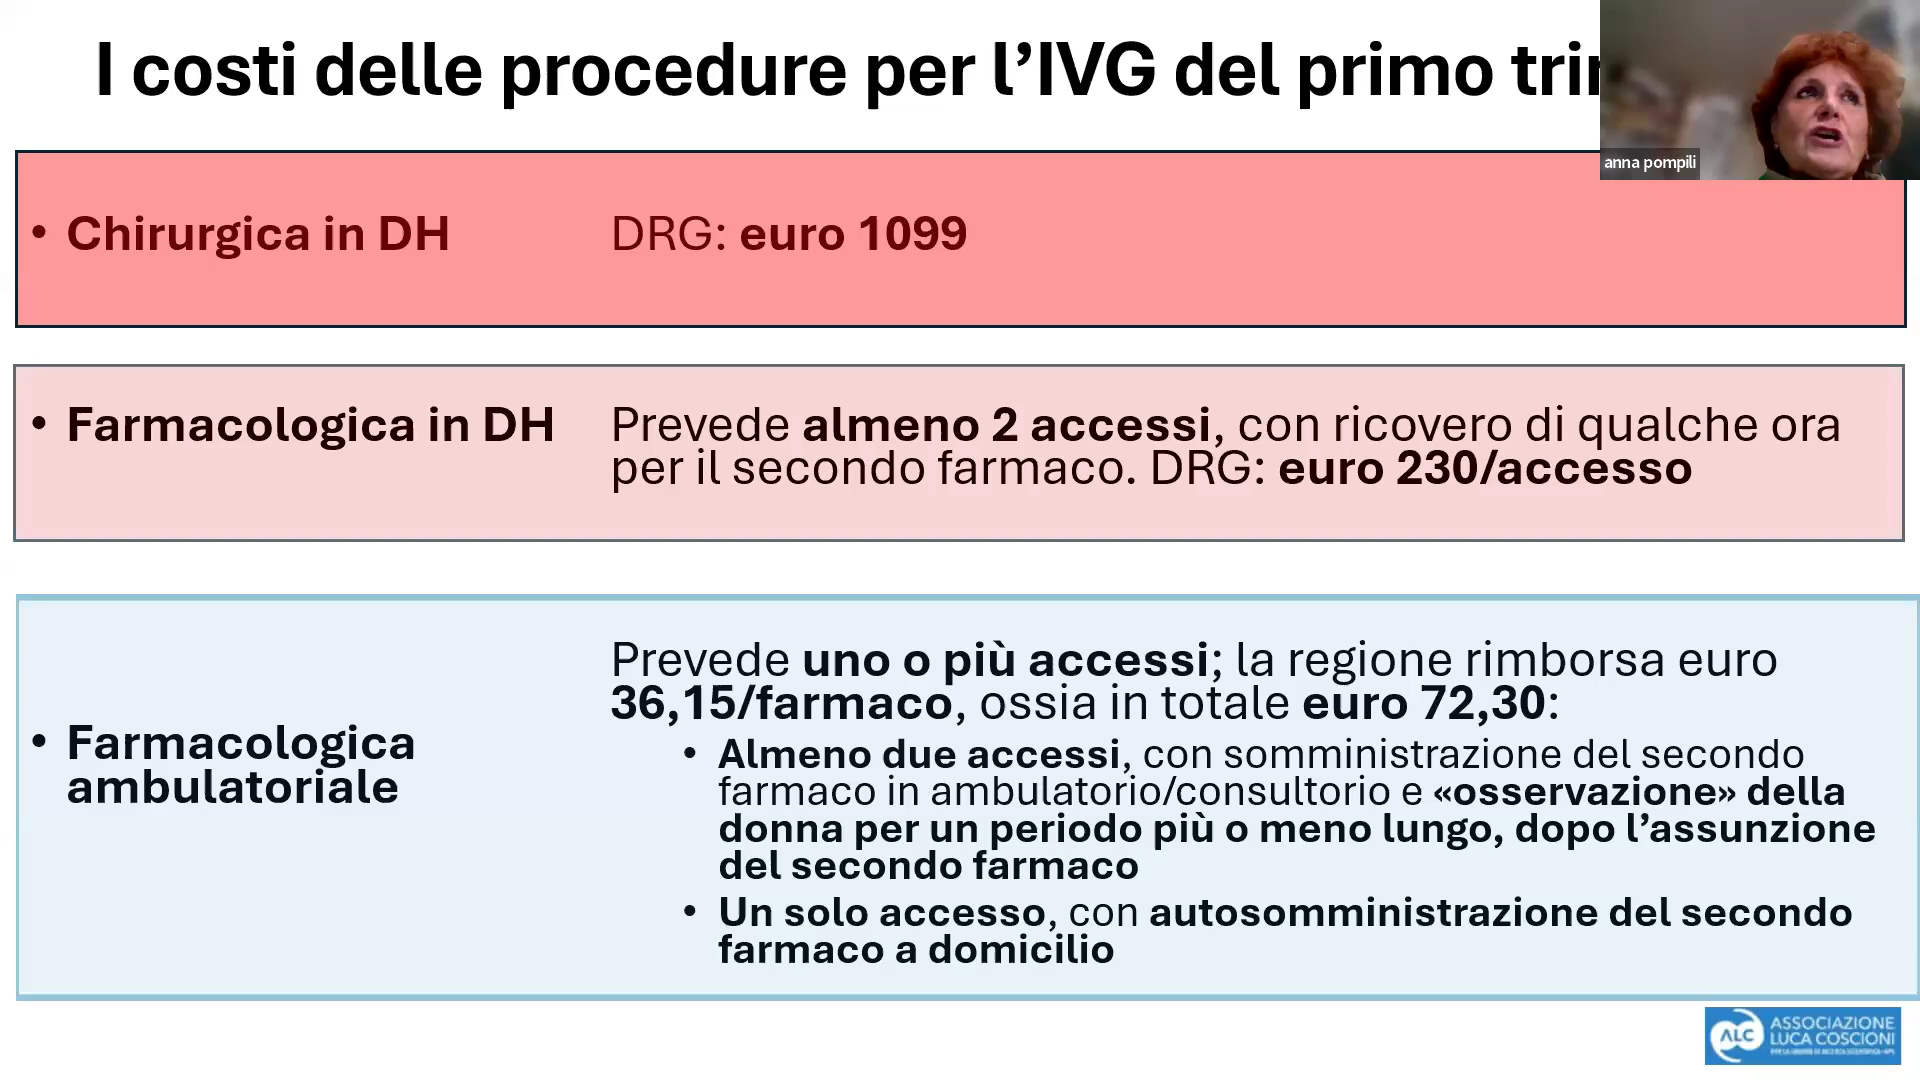 I costi delle procedure per l’IVG del primo
anna pompili
• Chirurgica in DH
DRG: euro 1099
• Farmacologica in DH
Prevede almeno 2 accessi, con ricovero di qualche ora
per il secondo farmaco. DRG: euro 230/accesso
• Farmacologica
ambulatoriale
Prevede uno o più accessi; la regione rimborsa euro
36,15/farmaco, ossia in totale euro 72,30:
• Almeno due accessi, con somministrazione del secondo
farmaco in ambulatorio/consultorio e «osservazione» della
donna per un periodo più o meno lungo, dopo l’assunzione
del secondo farmaco
• Un solo accesso, con autosomministrazione del secondo
farmaco a domicilio
ALC
ASSOCIAZIONE
LUCA COSCIONI